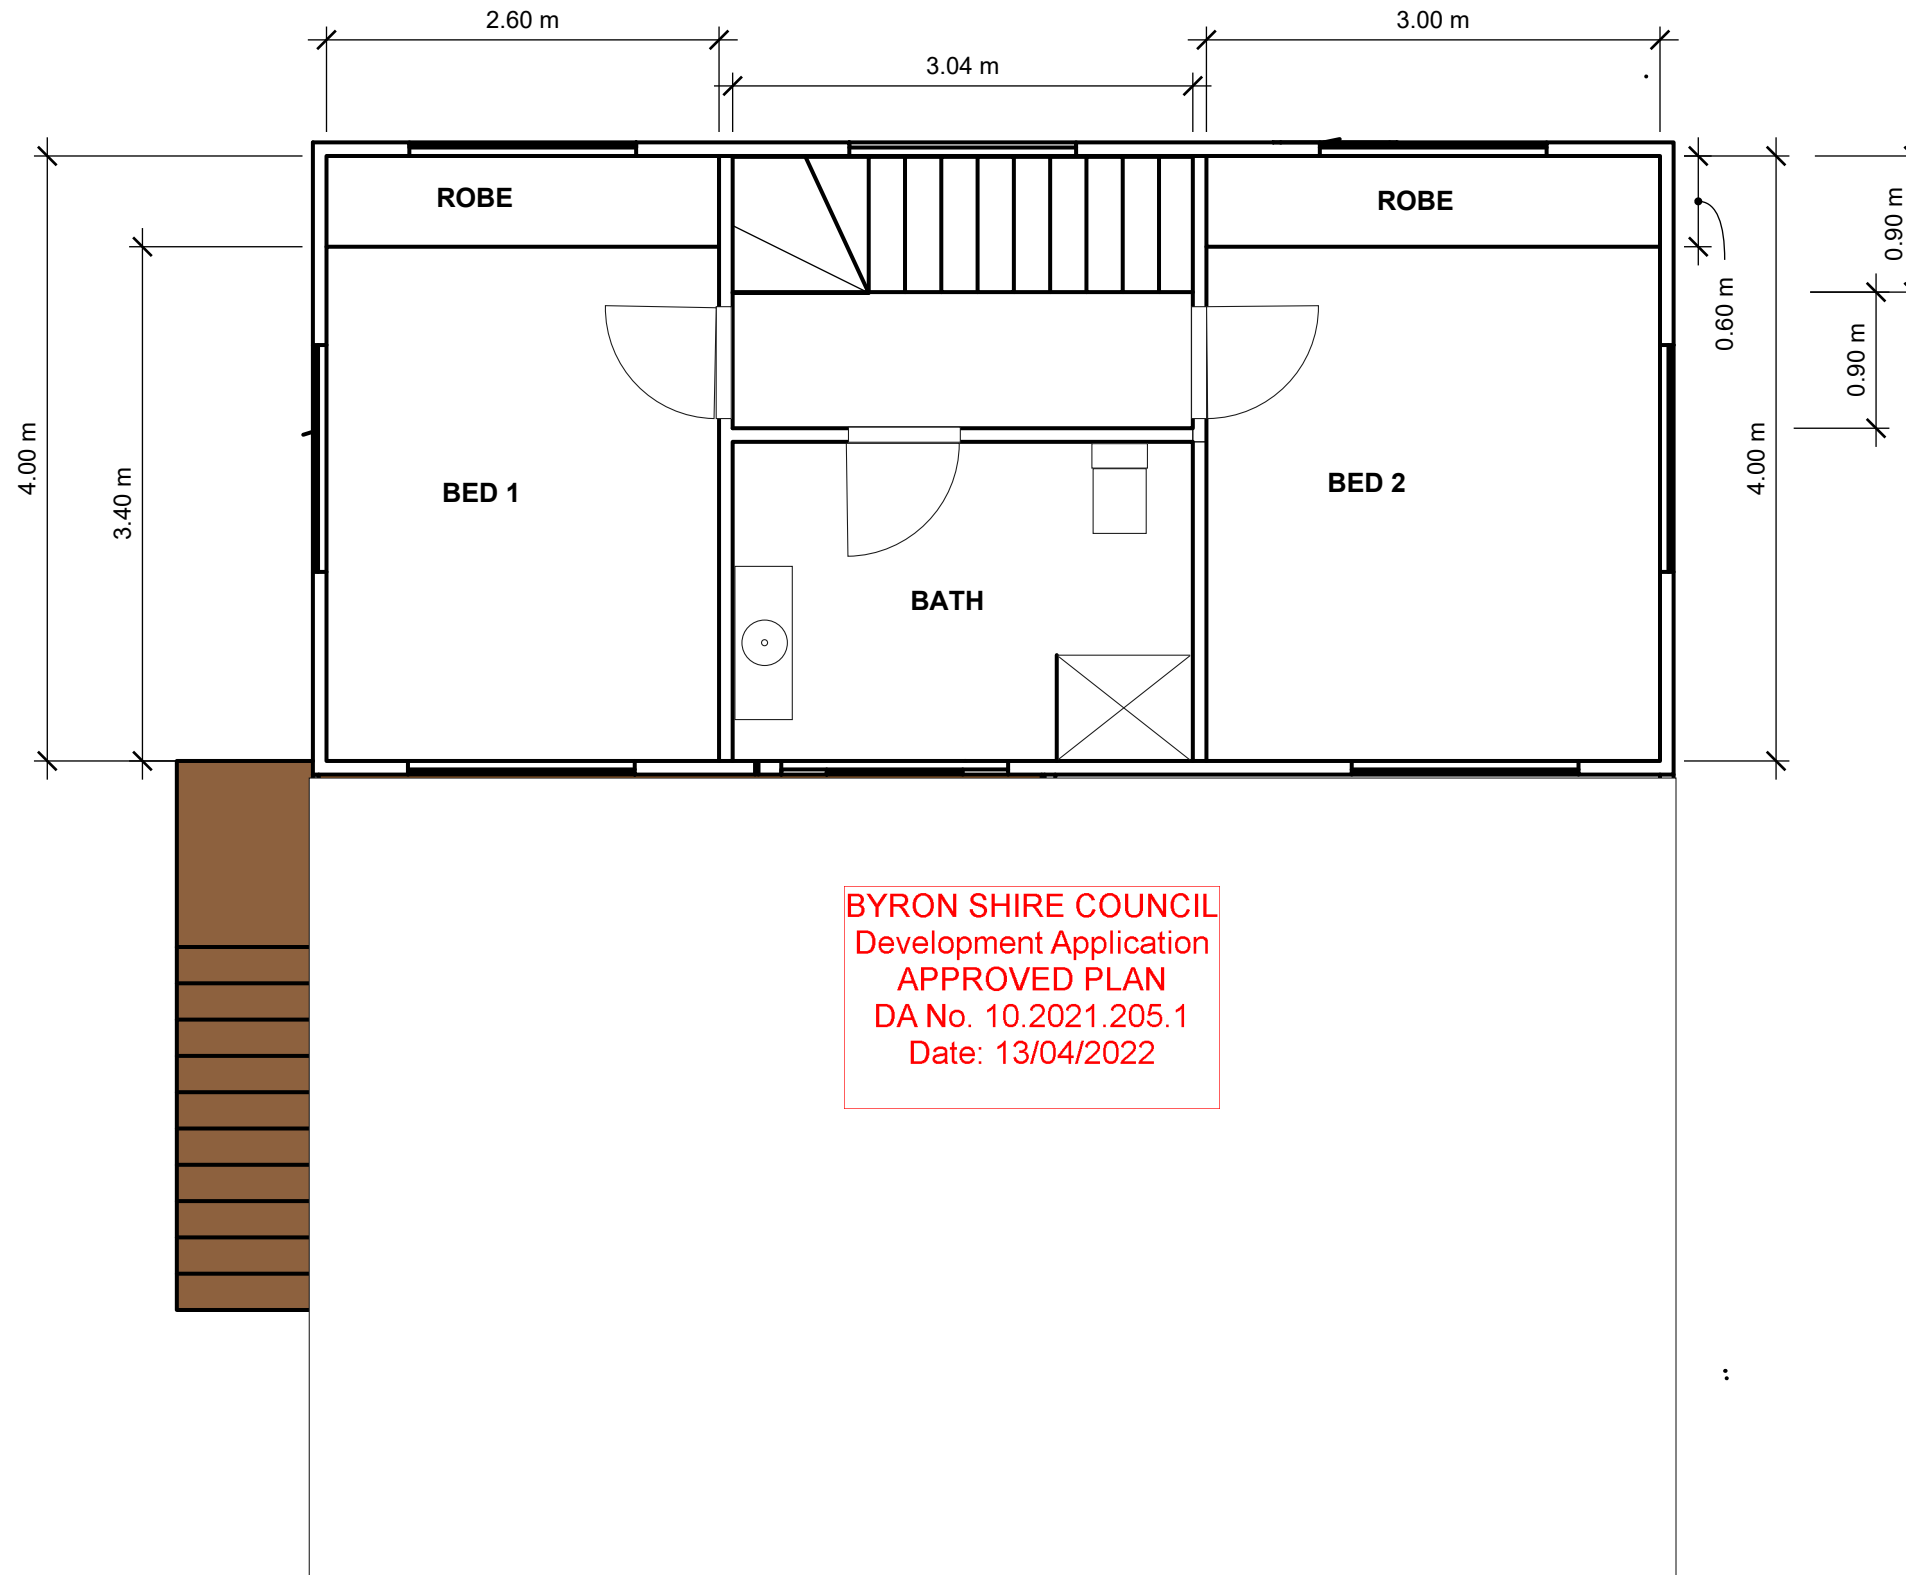 2.60 m
3.00 m
3.04 m
ROBE
ROBE
0.90 m
0.60 m
0.90 m
4.00 m
3.40 m
BED 1
BED 2
4.00 m
BATH
BYRON SHIRE COUNCIL
Development Application
APPROVED PLAN
DA No. 10.2021.205.1
Date: 13/04/2022